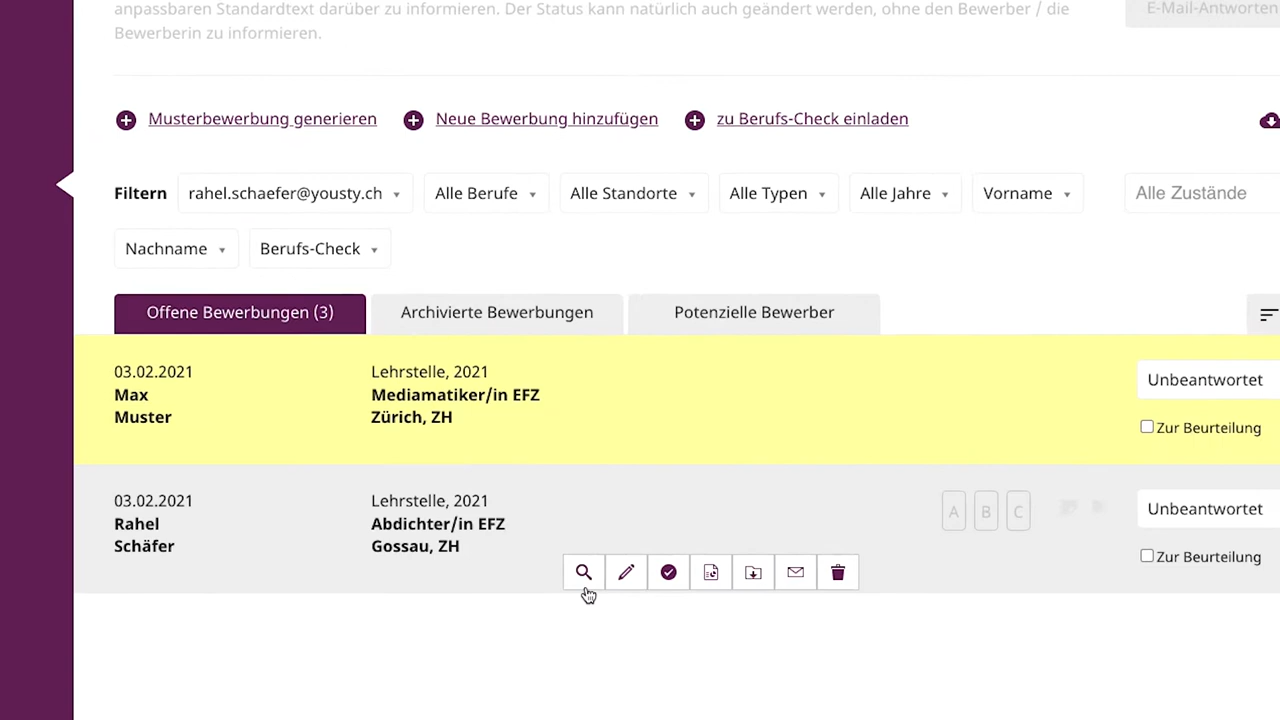 anpassbaren Standardtext darüber zu informieren. Der Status kann natürlich auch geändert werden, ohne den Bewerber / die
Bewerberin zu informieren.
E-Mail-Antworten
Musterbewerbung generieren
Neue Bewerbung hinzufügen
zu Berufs-Check einladen
Filtern
rahel.schaefer@yousty.ch
Alle Berufe
Alle Standorte
Alle Typen
Alle Jahre
Vorname
Alle Zustände
Nachname
Berufs-Check
Offene Bewerbungen (3)
Archivierte Bewerbungen
Potenzielle Bewerber
03.02.2021
Max
Muster
Lehrstelle, 2021
Mediamatiker/in EFZ
Zürich, ZH
Unbeantwortet
Zur Beurteilung
03.02.2021
Rahel
Schäfer
Lehrstelle, 2021
Abdichter/in EFZ
Gossau, ZH
A B C
Unbeantwortet
Zur Beurteilung